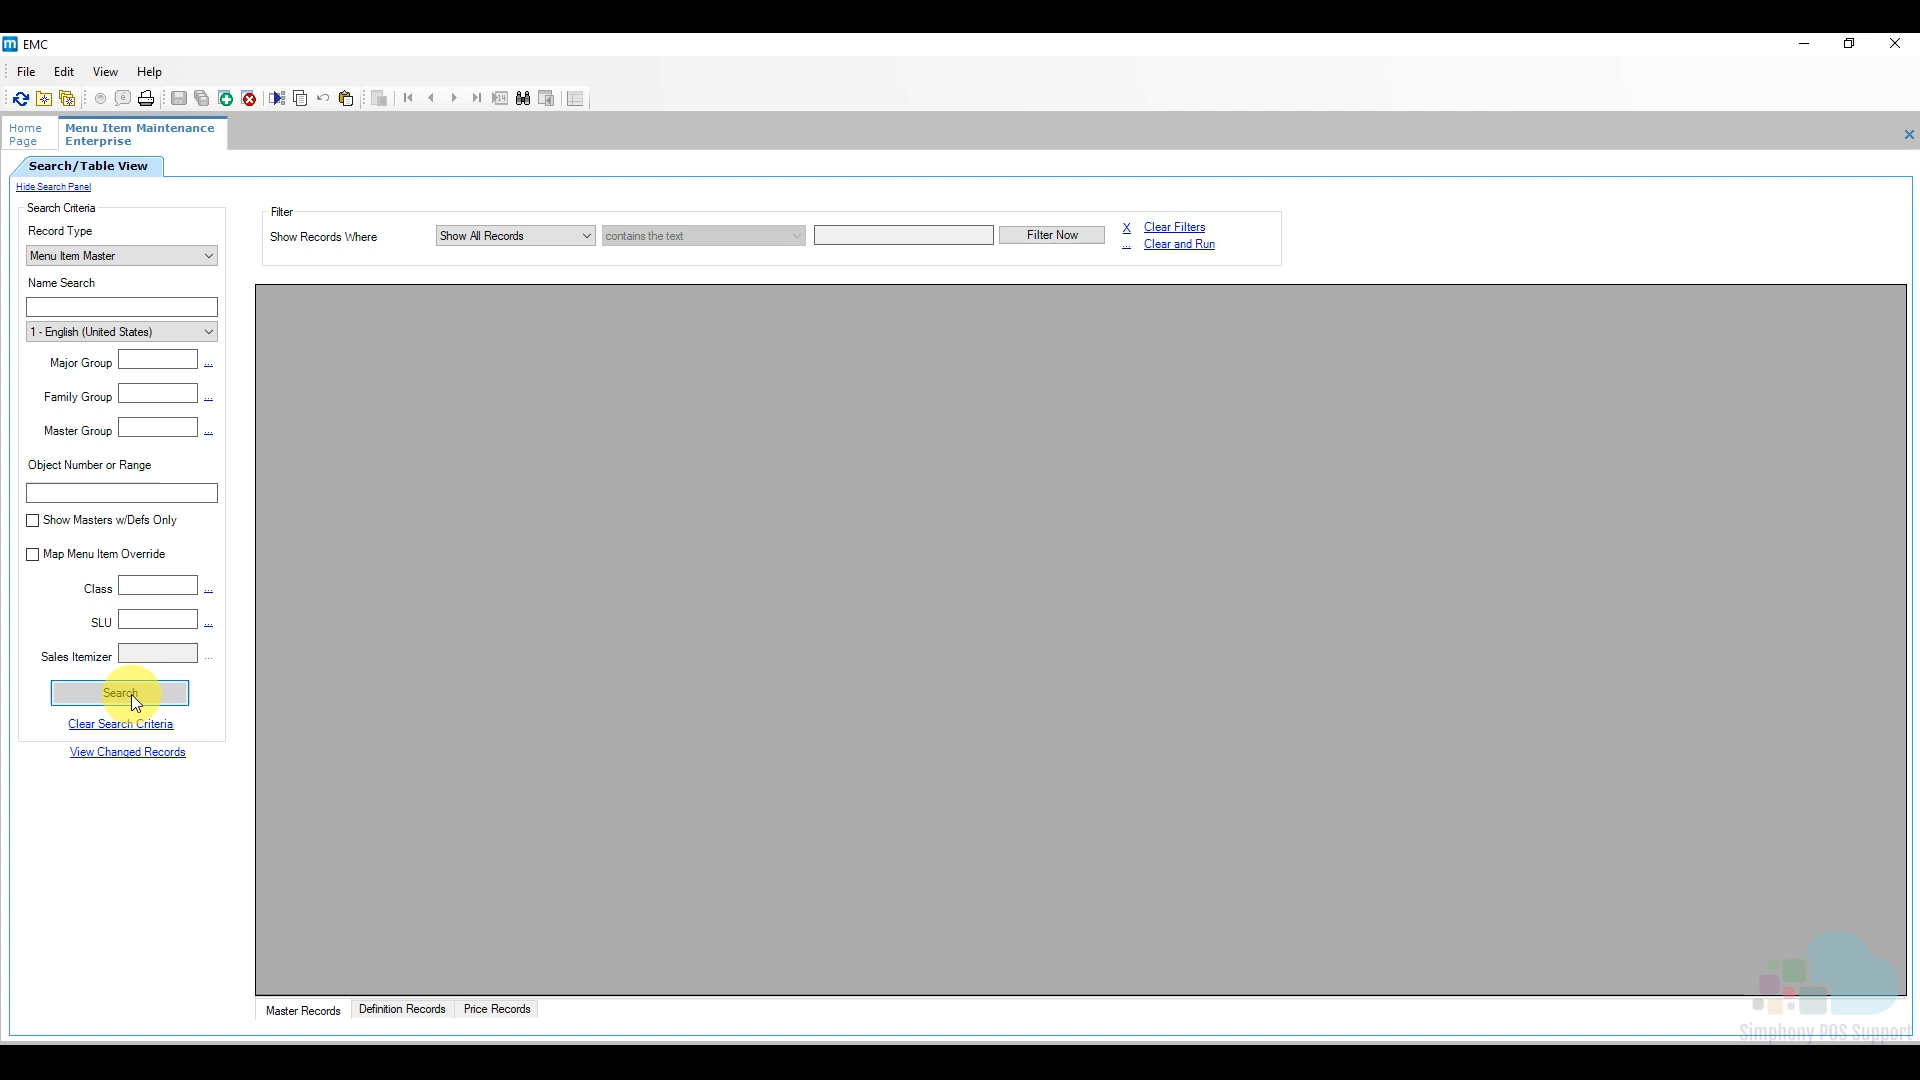 m EMC
File Edit View Help
Home Page
Menu Item Maintenance Enterprise
Search/Table View
Hide Search Panel
Search Criteria
Record Type
Menu Item Master
Name Search
1 - English (United States)
Major Group ...
Family Group ...
Master Group ...
Object Number or Range
Show Masters w/Defs Only
Map Menu Item Override
Class ...
SLU ...
Sales Itemizer ...
Search
Clear Search Criteria
View Changed Records
Filter
Show Records Where Show All Records contains the text Filter Now
X Clear Filters
... Clear and Run
Master Records Definition Records Price Records
Simphony POS Support